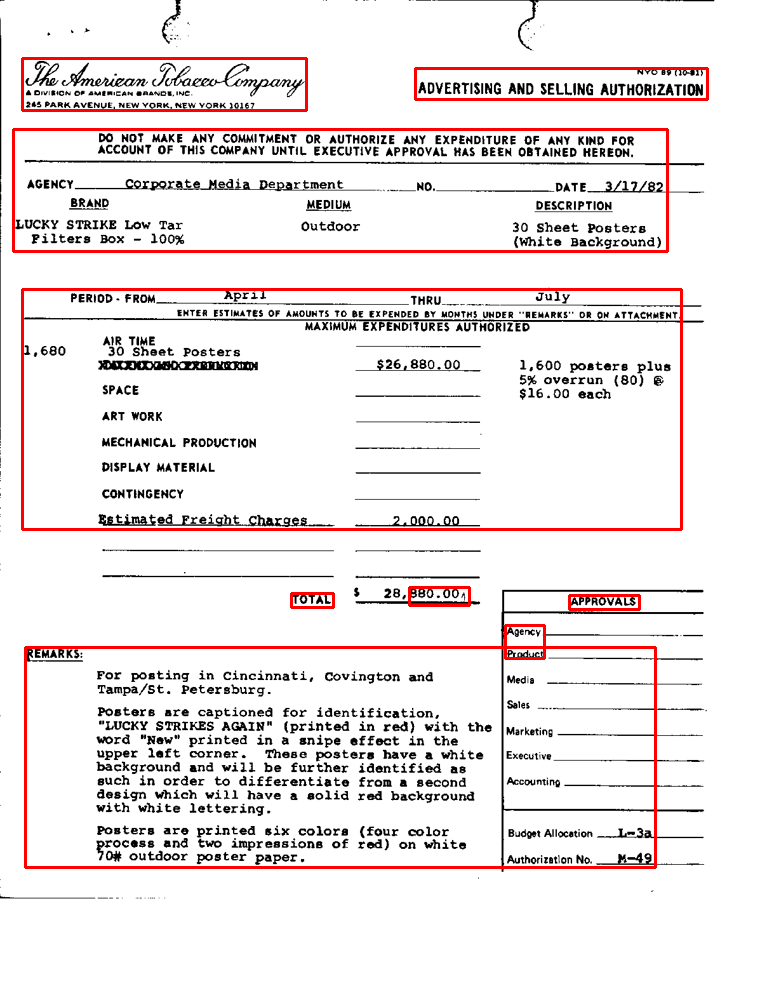 The American Tobacco Company
A DIVISION OF AMERICAN BRANDS, INC.
245 PARK AVENUE, NEW YORK, NEW YORK 10167
NYO 89 (10-81)
ADVERTISING AND SELLING AUTHORIZATION
DO NOT MAKE ANY COMMITMENT OR AUTHORIZE ANY EXPENDITURE OF ANY KIND FOR
ACCOUNT OF THIS COMPANY UNTIL EXECUTIVE APPROVAL HAS BEEN OBTAINED HEREON.
AGENCY Corporate Media Department NO. DATE 3/17/82
BRAND MEDIUM DESCRIPTION
LUCKY STRIKE Low Tar Outdoor 30 Sheet Posters
Filters Box - 100% (White Background)
PERIOD - FROM April THRU July
ENTER ESTIMATES OF AMOUNTS TO BE EXPENDED BY MONTHS UNDER "REMARKS" OR ON ATTACHMENT.
MAXIMUM EXPENDITURES AUTHORIZED
AIR TIME
1,680 30 Sheet Posters
$26,880.00 1,600 posters plus
5% overrun (80) @
SPACE $16.00 each
ART WORK
MECHANICAL PRODUCTION
DISPLAY MATERIAL
CONTINGENCY
Estimated Freight Charges 2,000.00
TOTAL $ 28,880.00
APPROVALS
Agency
Product
Media
Sales
Marketing
Executive
Accounting
Budget Allocation L-3a
Authorization No. M-49
REMARKS:
For posting in Cincinnati, Covington and
Tampa/St. Petersburg.
Posters are captioned for identification,
"LUCKY STRIKES AGAIN" (printed in red) with the
word "New" printed in a snipe effect in the
upper left corner. These posters have a white
background and will be further identified as
such in order to differentiate from a second
design which will have a solid red background
with white lettering.
Posters are printed six colors (four color
process and two impressions of red) on white
70# outdoor poster paper.